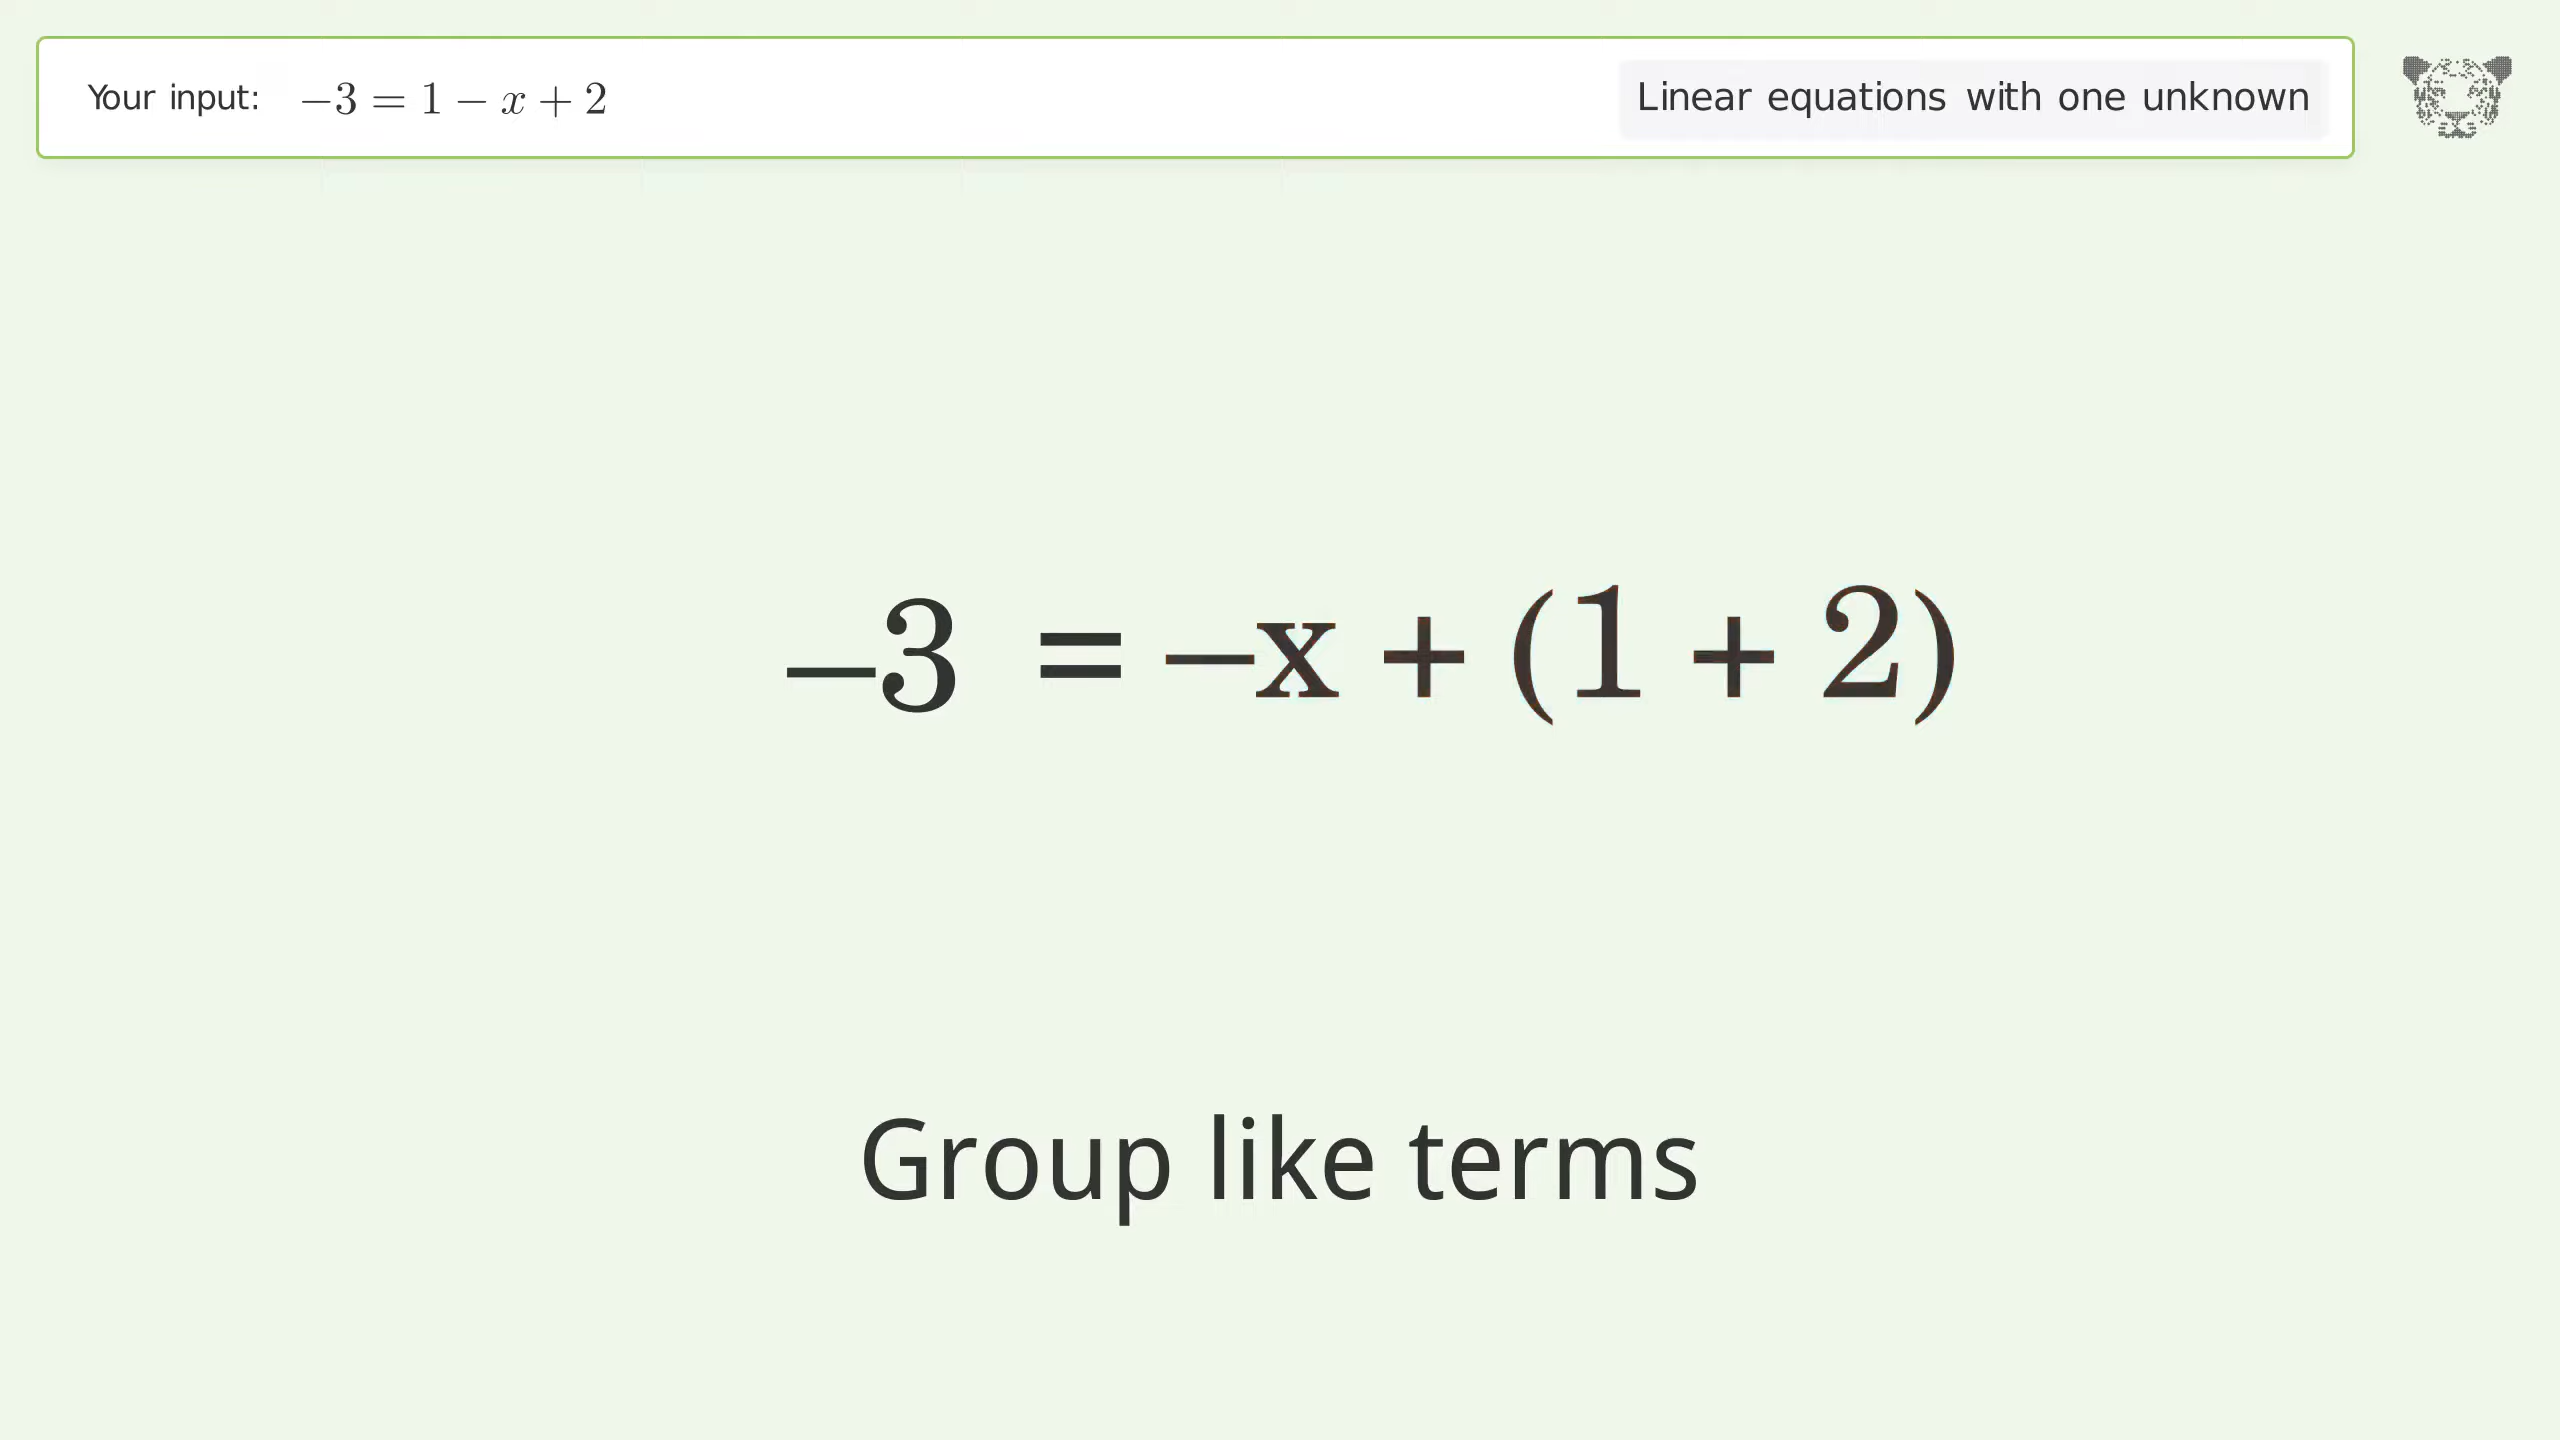 Your input: −3 = 1 − x + 2
Linear equations with one unknown
−3 = −x + (1 + 2)
Group like terms